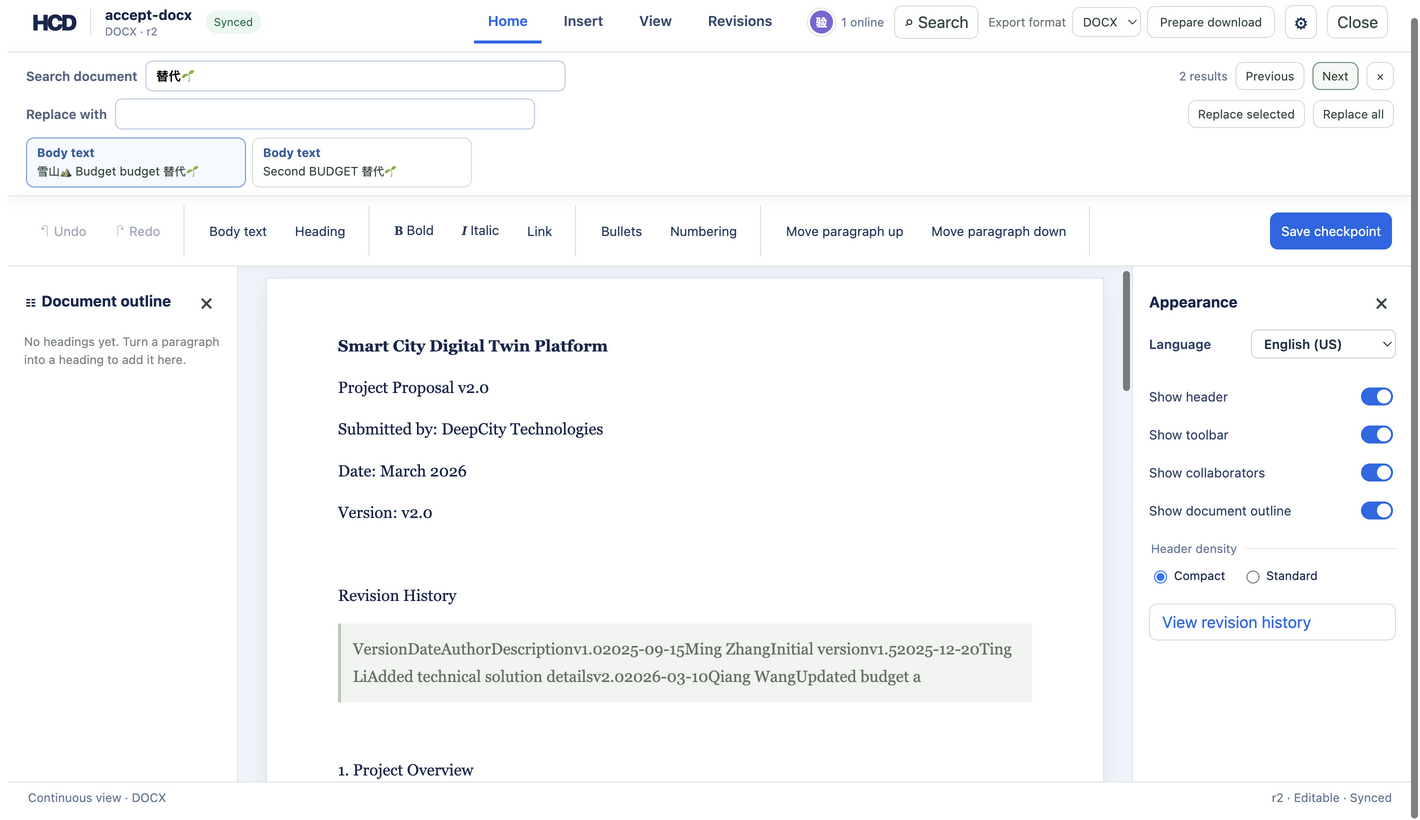 HCD
accept-docx
DOCX · r2
Synced
Home
Insert
View
Revisions
验
1 online
Search
Export format
DOCX
Prepare download
Close
Search document
替代🌱
2 results
Previous
Next
×
Replace with
Replace selected
Replace all
Body text
雪山⛰️ Budget budget 替代🌱
Body text
Second BUDGET 替代🌱
Undo
Redo
Body text
Heading
B Bold
I Italic
Link
Bullets
Numbering
Move paragraph up
Move paragraph down
Save checkpoint
Document outline
No headings yet. Turn a paragraph
into a heading to add it here.
Smart City Digital Twin Platform
Project Proposal v2.0
Submitted by: DeepCity Technologies
Date: March 2026
Version: v2.0
Revision History
VersionDateAuthorDescriptionv1.02025-09-15Ming ZhangInitial versionv1.52025-12-20Ting
LiAdded technical solution detailsv2.02026-03-10Qiang WangUpdated budget a
1. Project Overview
Appearance
Language
English (US)
Show header
Show toolbar
Show collaborators
Show document outline
Header density
Compact
Standard
View revision history
Continuous view · DOCX
r2 · Editable · Synced